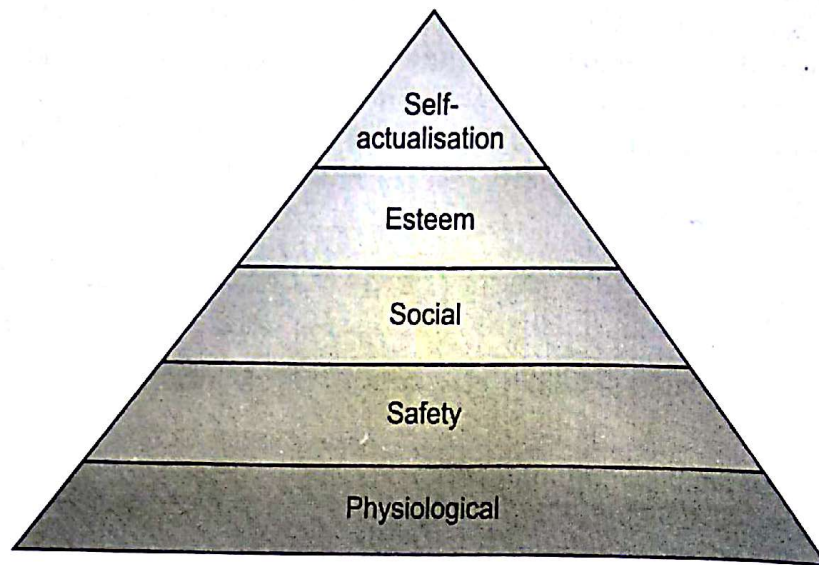 Self-
actualisation
Esteem
Social
Safety
Physiological